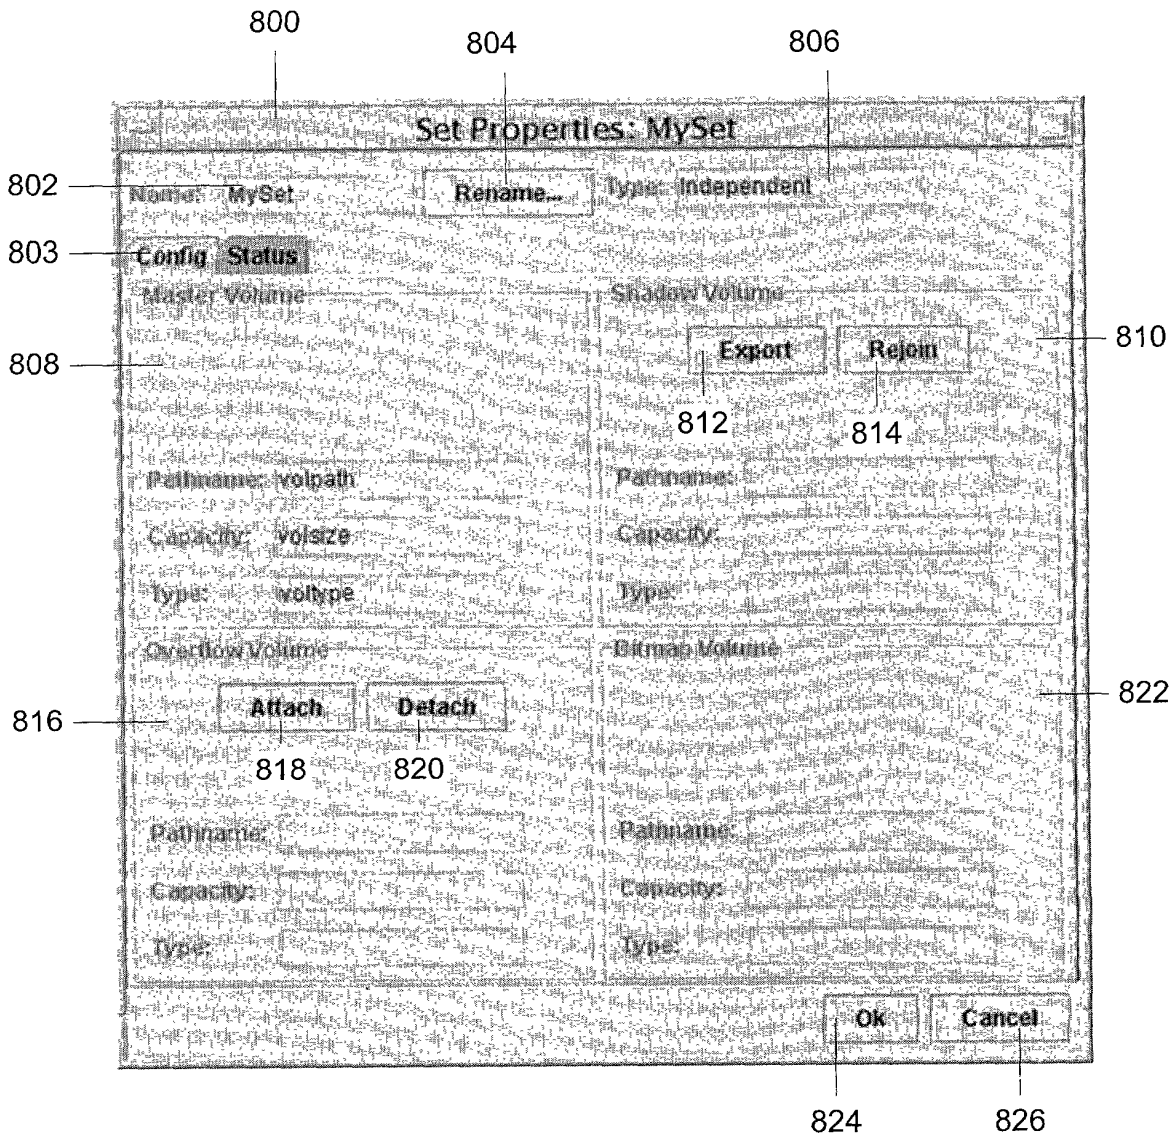 800
804
806
Set Properties: MySet
802
Name: MySet
Rename...
Type: Independent
803
Config Status
Master Volume
Shadow Volume
808
Export
Rejoin
810
812
814
Pathname: volpath
Pathname:
Capacity: volsize
Capacity:
Type: voltype
Type:
Overflow Volume
Bitmap Volume
816
Attach
Detach
822
818
820
Pathname:
Pathname:
Capacity:
Capacity:
Type:
Type:
Ok
Cancel
824
826